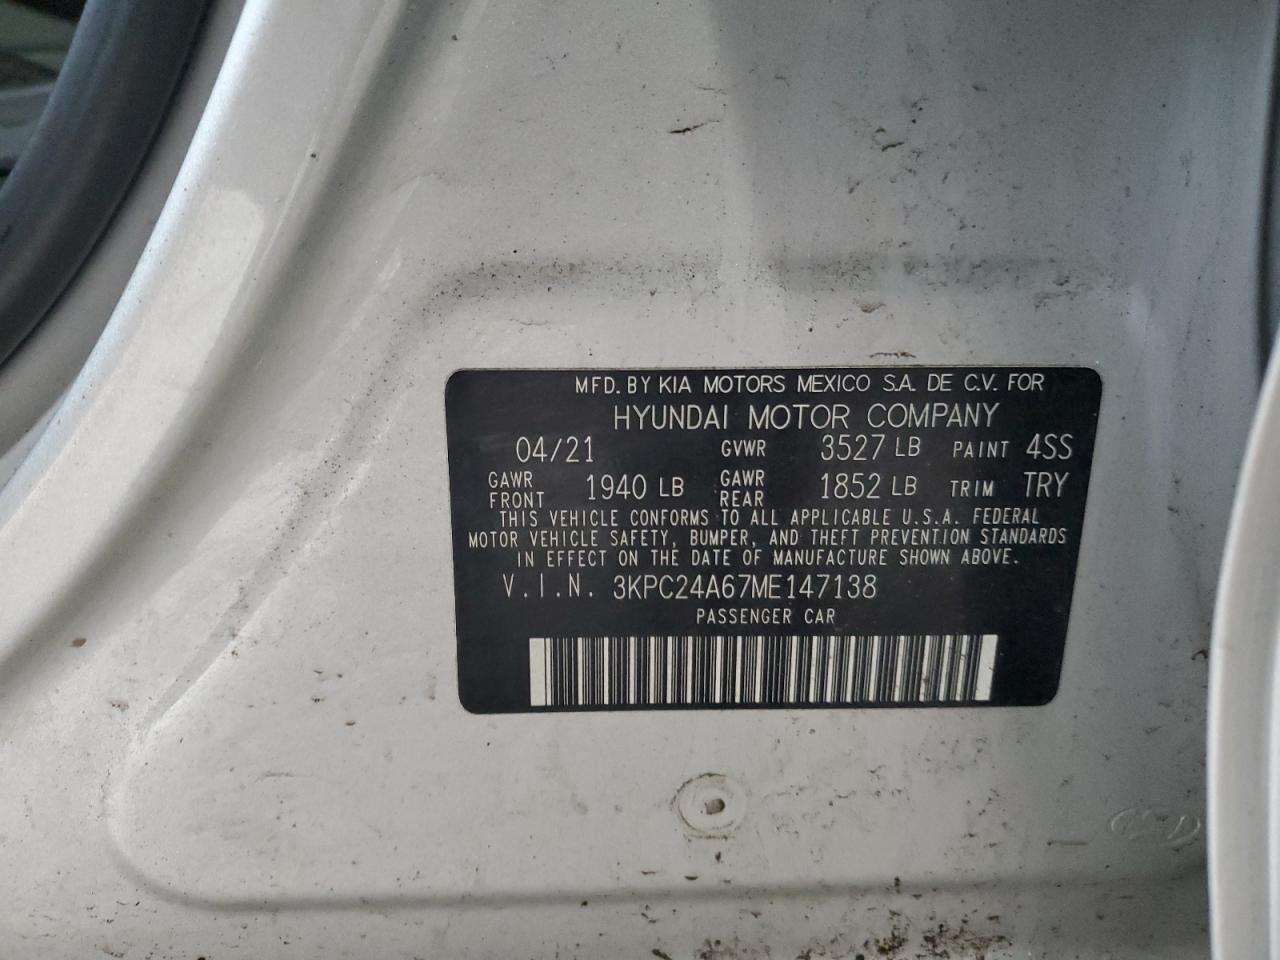 MFD. BY KIA MOTORS MEXICO S.A. DE C.V. FOR
HYUNDAI MOTOR COMPANY
04/21 GVWR 3527 LB PAINT 4SS
GAWR FRONT 1940 LB GAWR REAR 1852 LB TRIM TRY
THIS VEHICLE CONFORMS TO ALL APPLICABLE U.S.A. FEDERAL
MOTOR VEHICLE SAFETY, BUMPER, AND THEFT PREVENTION STANDARDS
IN EFFECT ON THE DATE OF MANUFACTURE SHOWN ABOVE.
V.I.N. 3KPC24A67ME147138
PASSENGER CAR